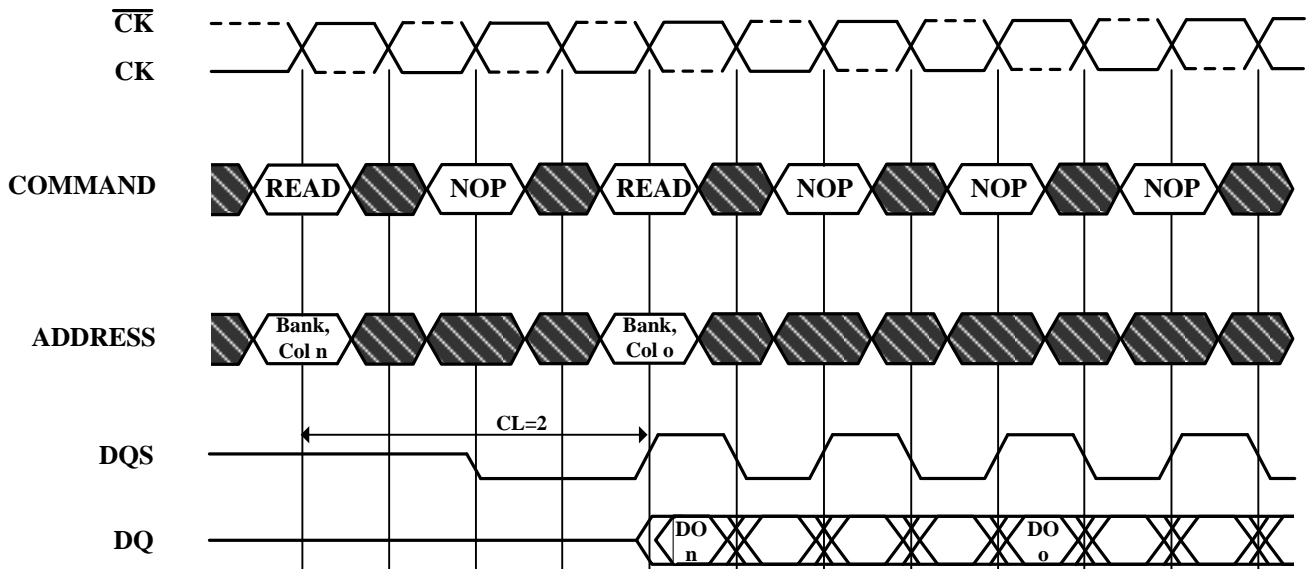 CK
CK
COMMAND READ NOP READ NOP NOP NOP
ADDRESS Bank, Col n Bank, Col o
CL=2
DQS
DQ DO n DO o